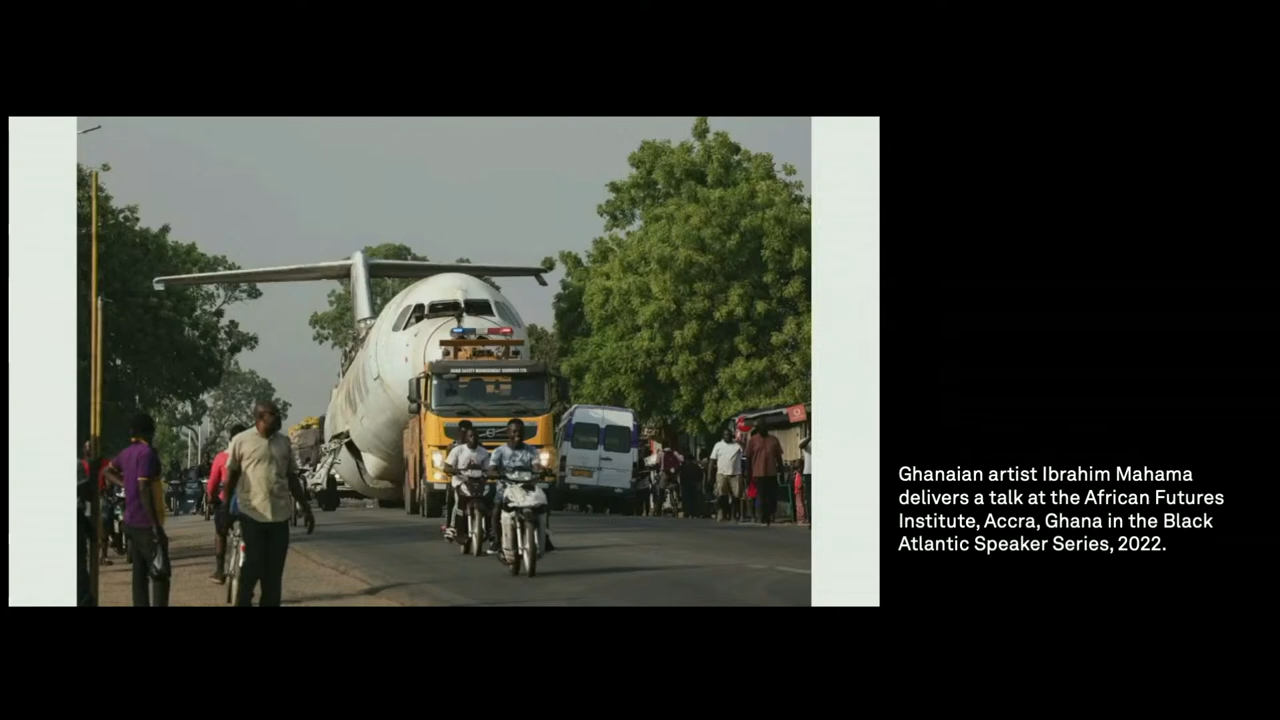 Ghanaian artist Ibrahim Mahama
delivers a talk at the African Futures
Institute, Accra, Ghana in the Black
Atlantic Speaker Series, 2022.